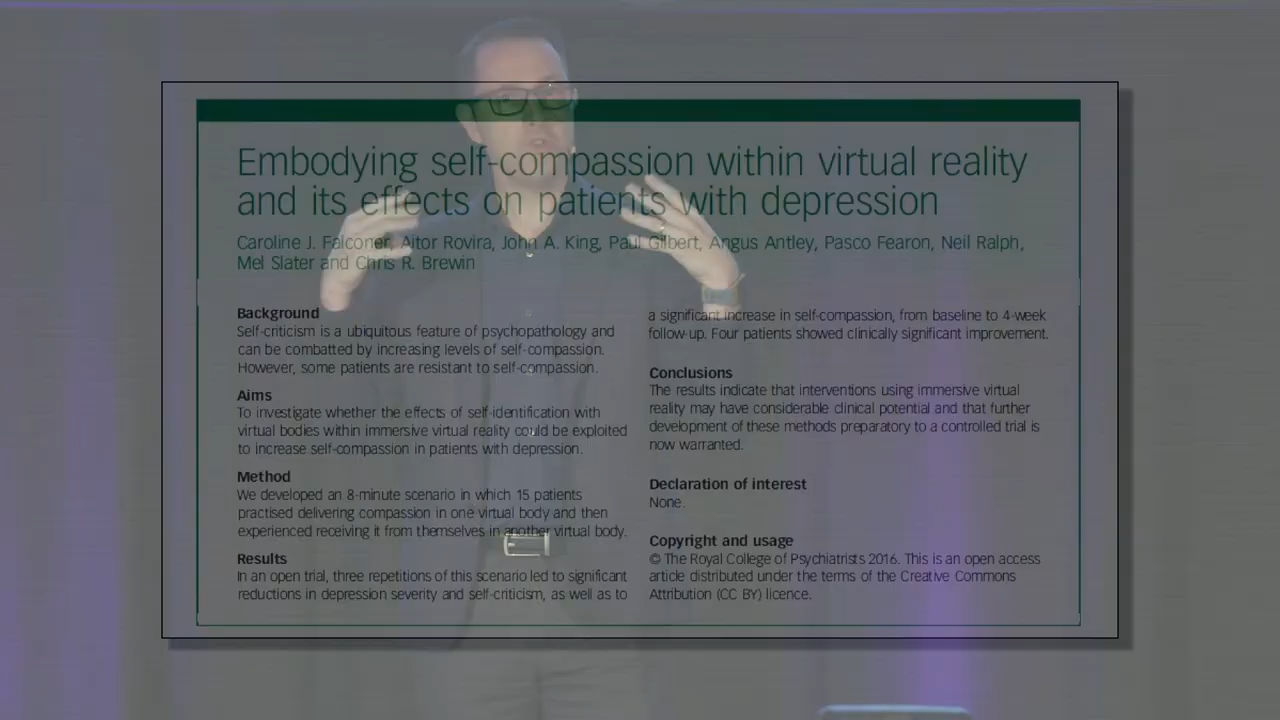 Embodying self-compassion within virtual reality
and its effects on patients with depression
Caroline J. Falconer, Aitor Rovira, John A. King, Paul Gilbert, Angus Antley, Pasco Fearon, Neil Ralph,
Mel Slater and Chris R. Brewin
Background
Self-criticism is a ubiquitous feature of psychopathology and
can be combatted by increasing levels of self-compassion.
However, some patients are resistant to self-compassion.
Aims
To investigate whether the effects of self-identification with
virtual bodies within immersive virtual reality could be exploited
to increase self-compassion in patients with depression.
Method
We developed an 8-minute scenario in which 15 patients
practised delivering compassion in one virtual body and then
experienced receiving it from themselves in another virtual body.
Results
In an open trial, three repetitions of this scenario led to significant
reductions in depression severity and self-criticism, as well as to
a significant increase in self-compassion, from baseline to 4-week
follow-up. Four patients showed clinically significant improvement.
Conclusions
The results indicate that interventions using immersive virtual
reality may have considerable clinical potential and that further
development of these methods preparatory to a controlled trial is
now warranted.
Declaration of interest
None.
Copyright and usage
© The Royal College of Psychiatrists 2016. This is an open access
article distributed under the terms of the Creative Commons
Attribution (CC BY) licence.